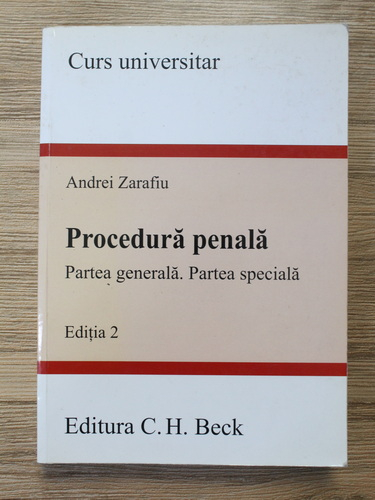 Curs universitar
Andrei Zarafiu
Procedură penală
Partea generală. Partea specială
Ediția 2
Editura C. H. Beck